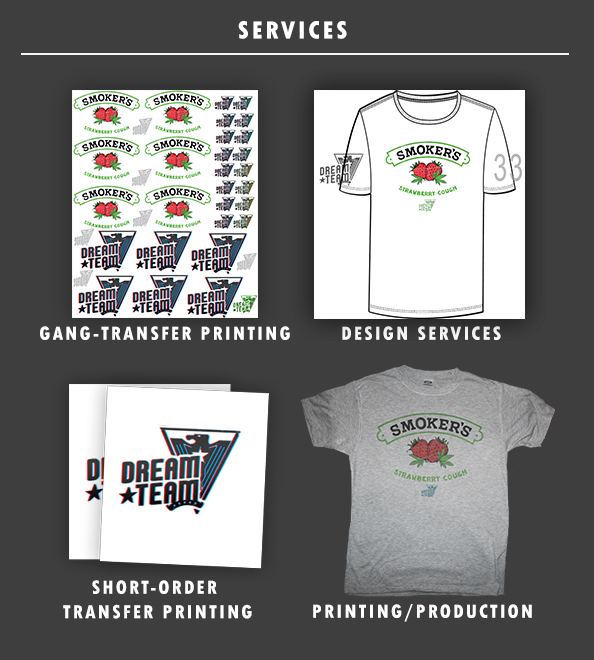 SERVICES
SMOKER'S
SMOKER'S
STRAWBERRY COUGH
STRAWBERRY COUGH
SMOKER'S
SMOKER'S
STRAWBERRY COUGH
STRAWBERRY COUGH
SMOKER'S
SMOKER'S
STRAWBERRY COUGH
STRAWBERRY COUGH
DREAM
TEAM
DREAM
TEAM
DREAM
TEAM
DREAM
TEAM
DREAM
TEAM
DREAM
TEAM
GANG-TRANSFER PRINTING
SMOKER'S
DREAM
TEAM
33
STRAWBERRY COUGH
DESIGN SERVICES
DREAM
TEAM
SHORT-ORDER
TRANSFER PRINTING
SMOKER'S
STRAWBERRY COUGH
PRINTING/PRODUCTION